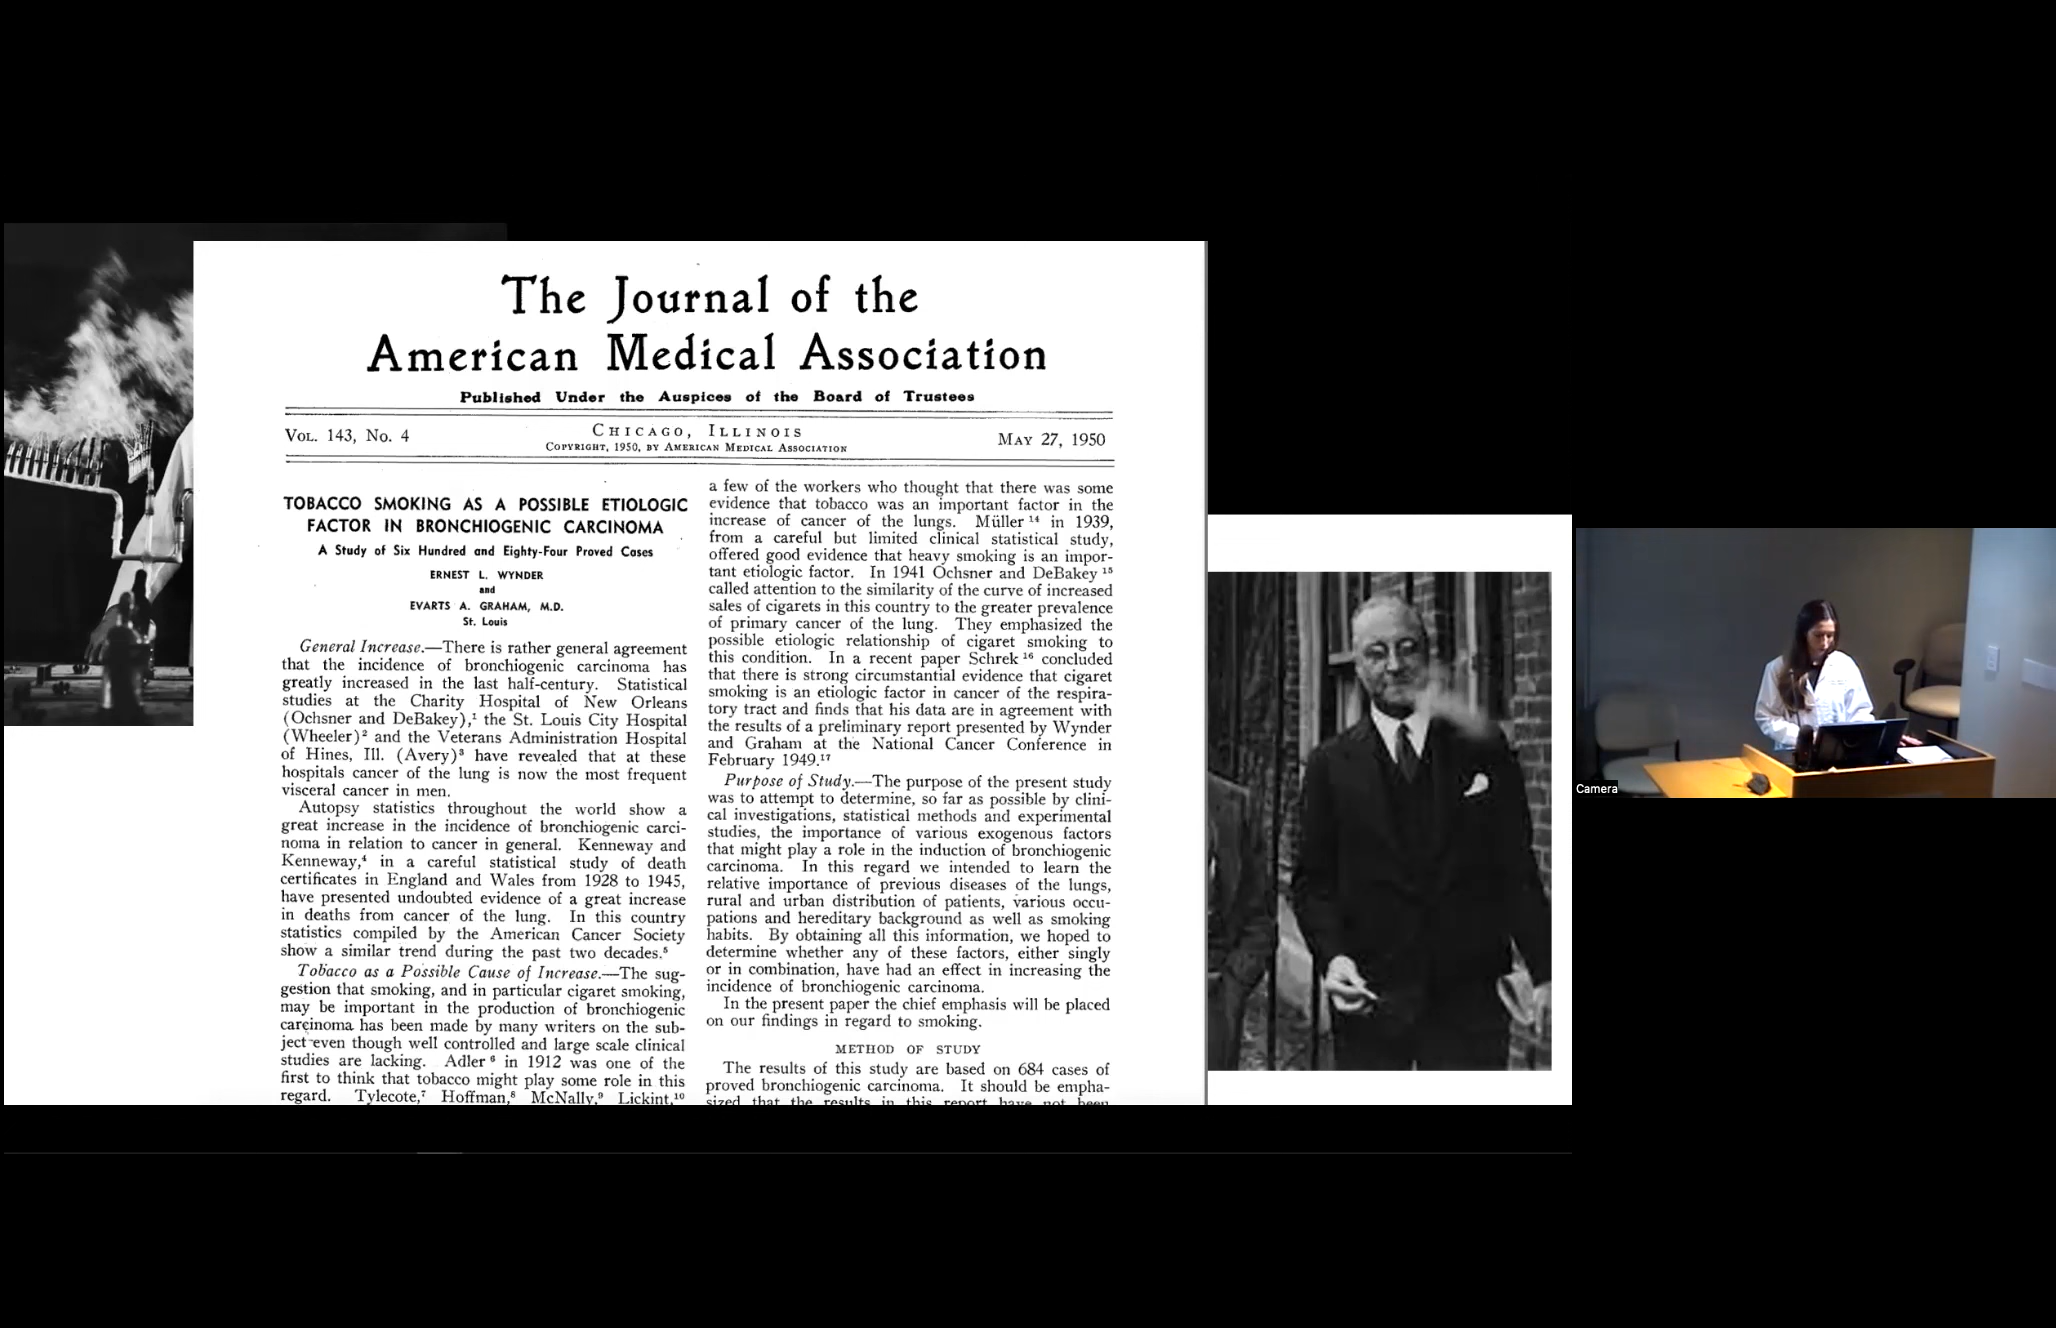 The Journal of the
American Medical Association
Published Under the Auspices of the Board of Trustees
VOL. 143, NO. 4
CHICAGO, ILLINOIS
COPYRIGHT, 1950, BY AMERICAN MEDICAL ASSOCIATION
MAY 27, 1950
TOBACCO SMOKING AS A POSSIBLE ETIOLOGIC
FACTOR IN BRONCHIOGENIC CARCINOMA
A Study of Six Hundred and Eighty-Four Proved Cases
ERNEST L. WYNDER
and
EVARTS A. GRAHAM, M.D.
St. Louis
General Increase.—There is rather general agreement
that the incidence of bronchiogenic carcinoma has
greatly increased in the last half-century. Statistical
studies at the Charity Hospital of New Orleans
(Ochsner and DeBakey),¹ the St. Louis City Hospital
(Wheeler)² and the Veterans Administration Hospital
of Hines, Ill. (Avery)³ have revealed that at these
hospitals cancer of the lung is now the most frequent
visceral cancer in men.
Autopsy statistics throughout the world show a
great increase in the incidence of bronchiogenic carci-
noma in relation to cancer in general. Kenneway and
Kenneway,⁴ in a careful statistical study of death
certificates in England and Wales from 1928 to 1945,
have presented undoubted evidence of a great increase
in deaths from cancer of the lung. In this country
statistics compiled by the American Cancer Society
show a similar trend during the past two decades.⁵
Tobacco as a Possible Cause of Increase.—The sug-
gestion that smoking, and in particular cigaret smoking,
may be important in the production of bronchiogenic
carcinoma has been made by many writers on the sub-
ject even though well controlled and large scale clinical
studies are lacking. Adler⁶ in 1912 was one of the
first to think that tobacco might play some role in this
regard. Tylecote,⁷ Hoffman,⁸ McNally,⁹ Lickint,¹⁰
a few of the workers who thought that there was some
evidence that tobacco was an important factor in the
increase of cancer of the lungs. Müller¹⁴ in 1939,
from a careful but limited clinical statistical study,
offered good evidence that heavy smoking is an impor-
tant etiologic factor. In 1941 Ochsner and DeBakey¹⁵
called attention to the similarity of the curve of increased
sales of cigarets in this country to the greater prevalence
of primary cancer of the lung. They emphasized the
possible etiologic relationship of cigaret smoking to
this condition. In a recent paper Schrek¹⁶ concluded
that there is strong circumstantial evidence that cigaret
smoking is an etiologic factor in cancer of the respira-
tory tract and finds that his data are in agreement with
the results of a preliminary report presented by Wynder
and Graham at the National Cancer Conference in
February 1949.¹⁷
Purpose of Study.—The purpose of the present study
was to attempt to determine, so far as possible by clini-
cal investigations, statistical methods and experimental
studies, the importance of various exogenous factors
that might play a role in the induction of bronchiogenic
carcinoma. In this regard we intended to learn the
relative importance of previous diseases of the lungs,
rural and urban distribution of patients, various occu-
pations and hereditary background as well as smoking
habits. By obtaining all this information, we hoped to
determine whether any of these factors, either singly
or in combination, have had an effect in increasing the
incidence of bronchiogenic carcinoma.
In the present paper the chief emphasis will be placed
on our findings in regard to smoking.
METHOD OF STUDY
The results of this study are based on 684 cases of
proved bronchiogenic carcinoma. It should be empha-
sized that the results in this report have not been
Camera